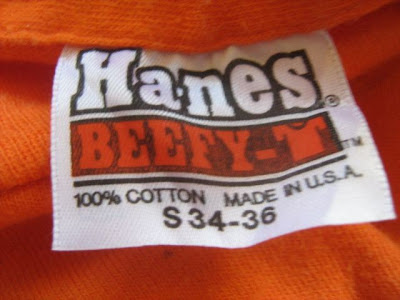 Hanes®
BEEFY-T™
100% COTTON MADE IN U.S.A.
S 34-36